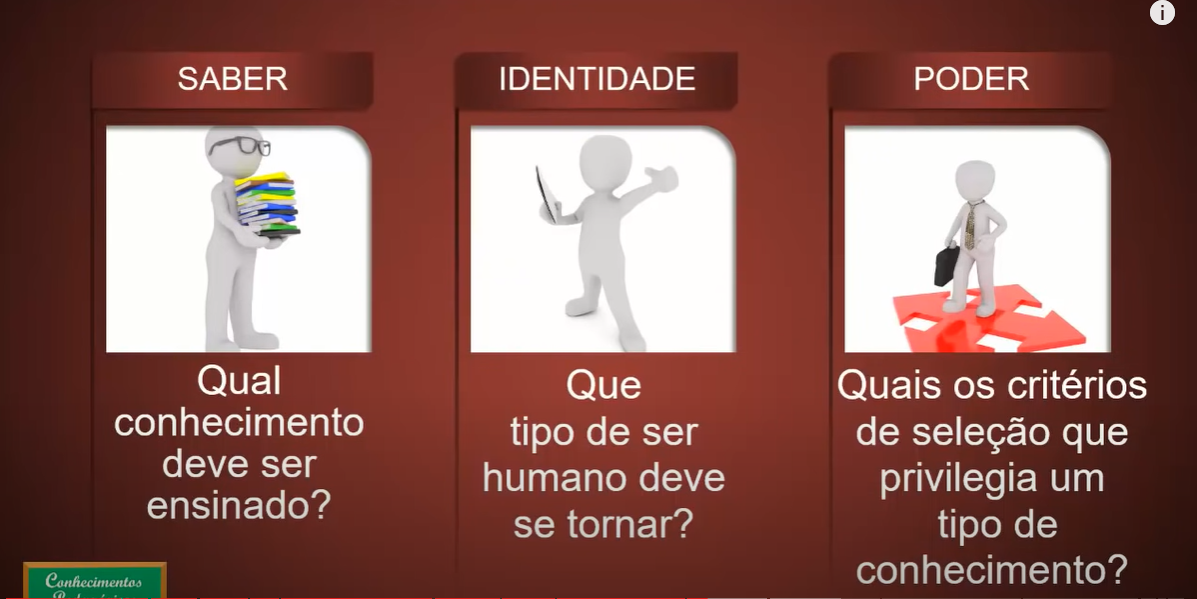 SABER
Qual
conhecimento
deve ser
ensinado?
IDENTIDADE
Que
tipo de ser
humano deve
se tornar?
PODER
Quais os critérios
de seleção que
privilegia um
tipo de
conhecimento?
Conhecimentos
i